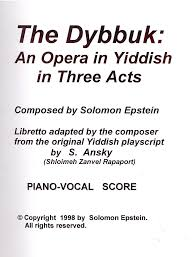 The Dybbuk:
An Opera in Yiddish
in Three Acts
Composed by Solomon Epstein
Libretto adapted by the composer
from the original Yiddish playscript
by S. Ansky
(Shloimeh Zanvel Rapaport)
PIANO-VOCAL SCORE
© Copyright 1998 by Solomon Epstein.
All rights reserved.